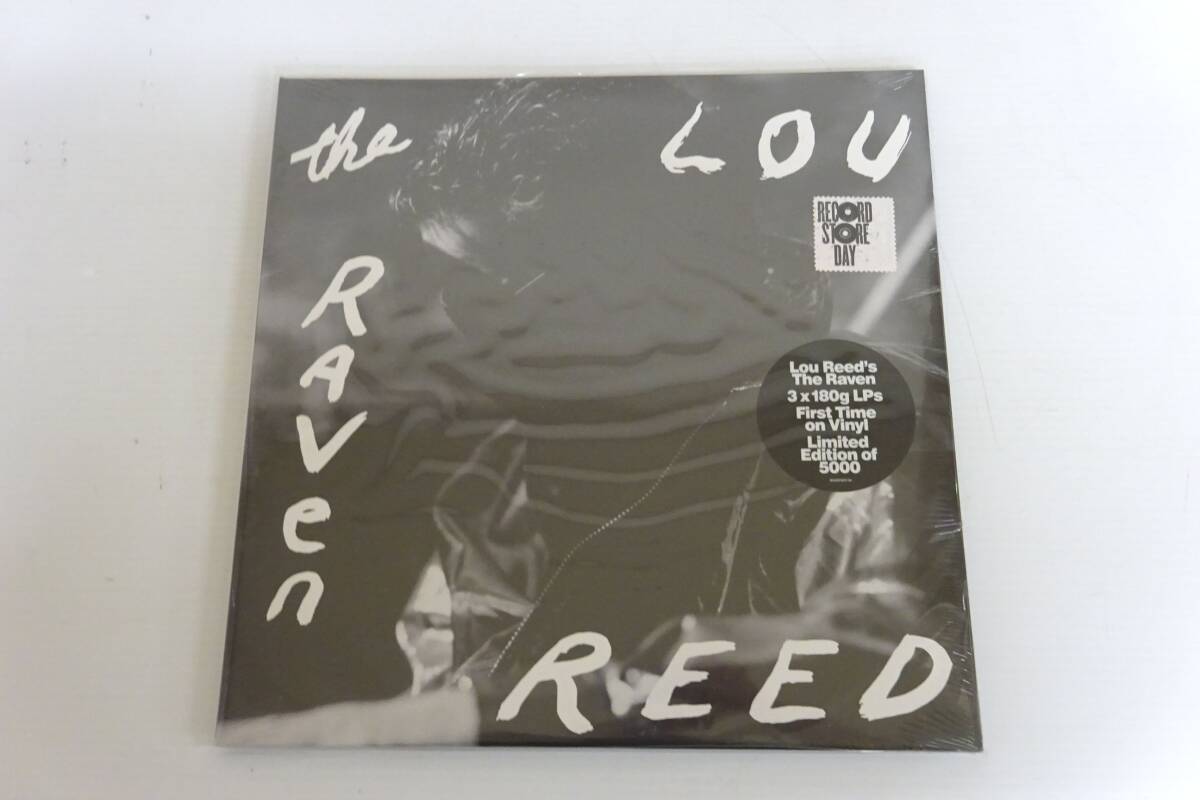 the
LOU
RAVen
REED
RECORD
STORE
DAY
Lou Reed's
The Raven
3 x 180g LPs
First Time
on Vinyl
Limited
Edition of
5000